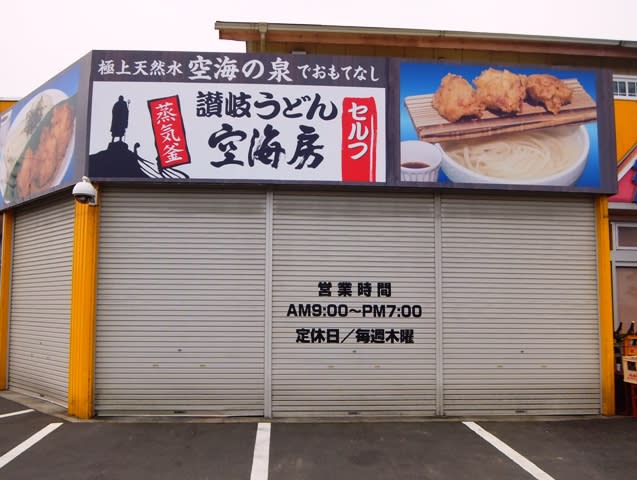 極上天然水 空海の泉でおもてなし
蒸気釜
讃岐うどん
空海房
セルフ
営業時間
AM9:00～PM7:00
定休日／毎週木曜